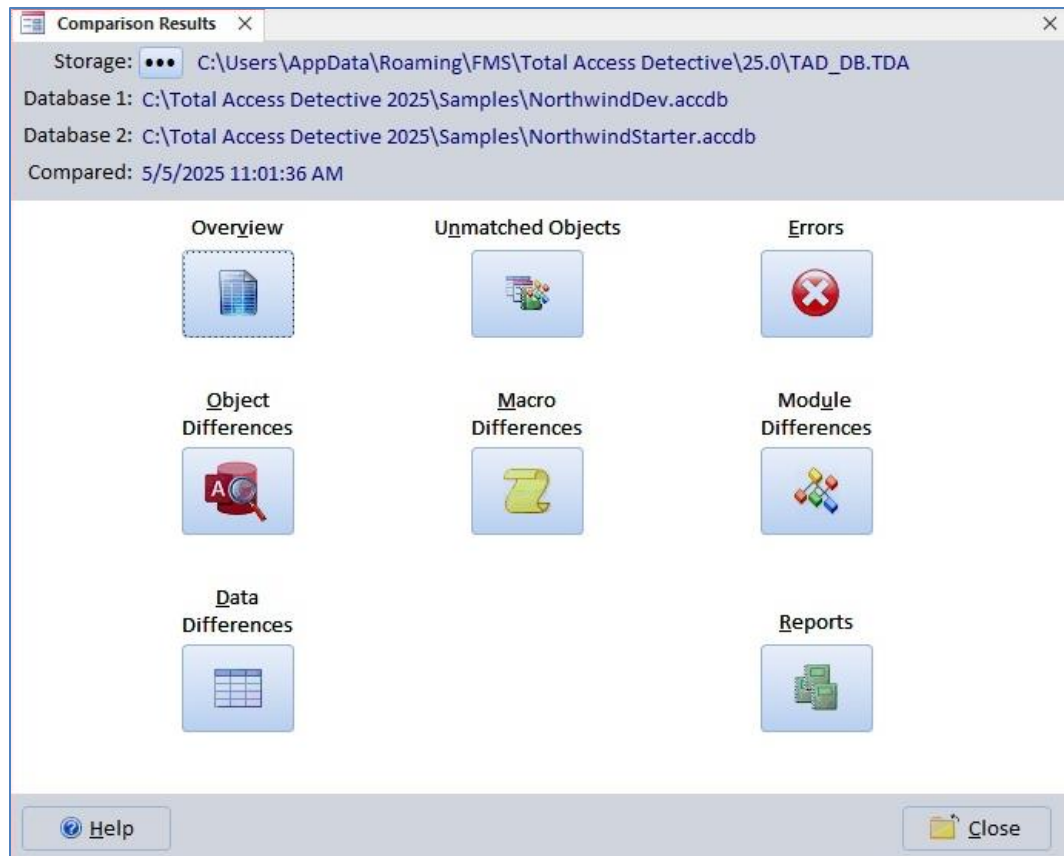 Comparison Results
Storage: ••• C:\Users\AppData\Roaming\FMS\Total Access Detective\25.0\TAD_DB.TDA
Database 1: C:\Total Access Detective 2025\Samples\NorthwindDev.accdb
Database 2: C:\Total Access Detective 2025\Samples\NorthwindStarter.accdb
Compared: 5/5/2025 11:01:36 AM
Overview
Unmatched Objects
Errors
Object
Differences
Macro
Differences
Module
Differences
A
Data
Differences
Reports
Help
Close